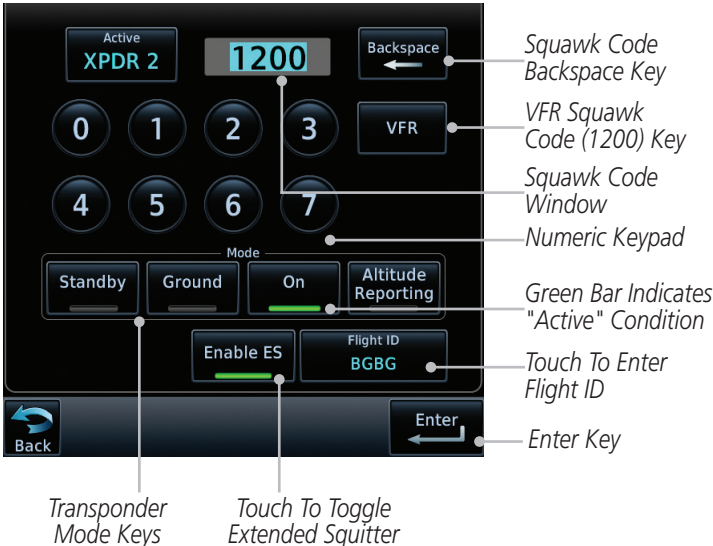 Active
XPDR 2
1200
Backspace
Squawk Code
Backspace Key
0
1
2
3
VFR
VFR Squawk
Code (1200) Key
4
5
6
7
Squawk Code
Window
Numeric Keypad
Mode
Standby
Ground
On
Altitude
Reporting
Green Bar Indicates
"Active" Condition
Enable ES
Flight ID
BGBG
Touch To Enter
Flight ID
Back
Enter
Enter Key
Transponder
Mode Keys
Touch To Toggle
Extended Squitter